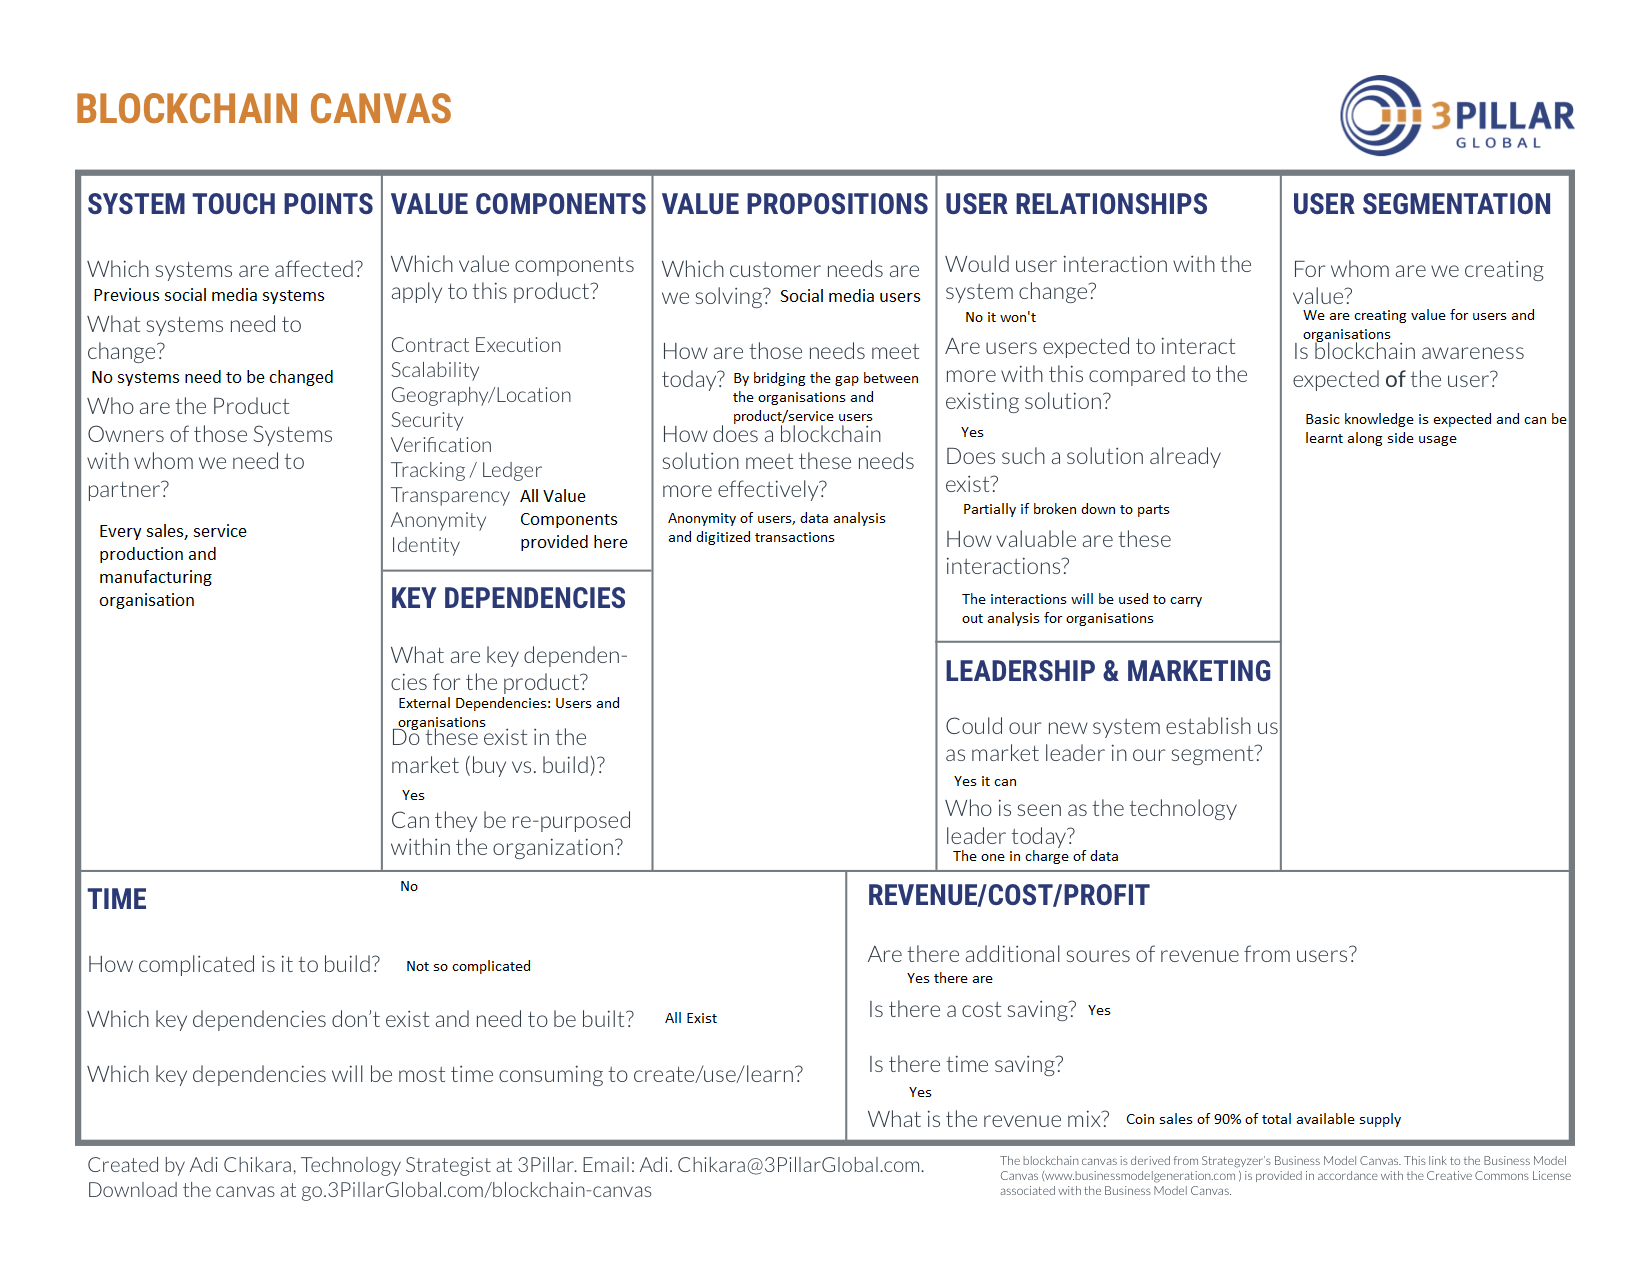 BLOCKCHAIN CANVAS
3PILLAR
GLOBAL
SYSTEM TOUCH POINTS
Which systems are affected?
Previous social media systems
What systems need to
change?
No systems need to be changed
Who are the Product
Owners of those Systems
with whom we need to
partner?
Every sales, service
production and
manufacturing
organisation
VALUE COMPONENTS
Which value components
apply to this product?
Contract Execution
Scalability
Geography/Location
Security
Verification
Tracking / Ledger
Transparency All Value
Anonymity Components
Identity provided here
KEY DEPENDENCIES
What are key dependen-
cies for the product?
External Dependencies: Users and
organisations
Do these exist in the
market (buy vs. build)?
Yes
Can they be re-purposed
within the organization?
No
VALUE PROPOSITIONS
Which customer needs are
we solving? Social media users
How are those needs meet
today? By bridging the gap between
the organisations and
product/service users
How does a blockchain
solution meet these needs
more effectively?
Anonymity of users, data analysis
and digitized transactions
USER RELATIONSHIPS
Would user interaction with the
system change?
No it won't
Are users expected to interact
more with this compared to the
existing solution?
Yes
Does such a solution already
exist?
Partially if broken down to parts
How valuable are these
interactions?
The interactions will be used to carry
out analysis for organisations
LEADERSHIP & MARKETING
Could our new system establish us
as market leader in our segment?
Yes it can
Who is seen as the technology
leader today?
The one in charge of data
USER SEGMENTATION
For whom are we creating
value?
We are creating value for users and
organisations
Is blockchain awareness
expected of the user?
Basic knowledge is expected and can be
learnt along side usage
TIME
How complicated is it to build? Not so complicated
Which key dependencies don't exist and need to be built? All Exist
Which key dependencies will be most time consuming to create/use/learn?
REVENUE/COST/PROFIT
Are there additional soures of revenue from users?
Yes there are
Is there a cost saving? Yes
Is there time saving?
Yes
What is the revenue mix? Coin sales of 90% of total available supply
Created by Adi Chikara, Technology Strategist at 3Pillar. Email: Adi. Chikara@3PillarGlobal.com.
Download the canvas at go.3PillarGlobal.com/blockchain-canvas
The blockchain canvas is derived from Strategyzer's Business Model Canvas. This link to the Business Model
Canvas (www.businessmodelgeneration.com ) is provided in accordance with the Creative Commons License
associated with the Business Model Canvas.